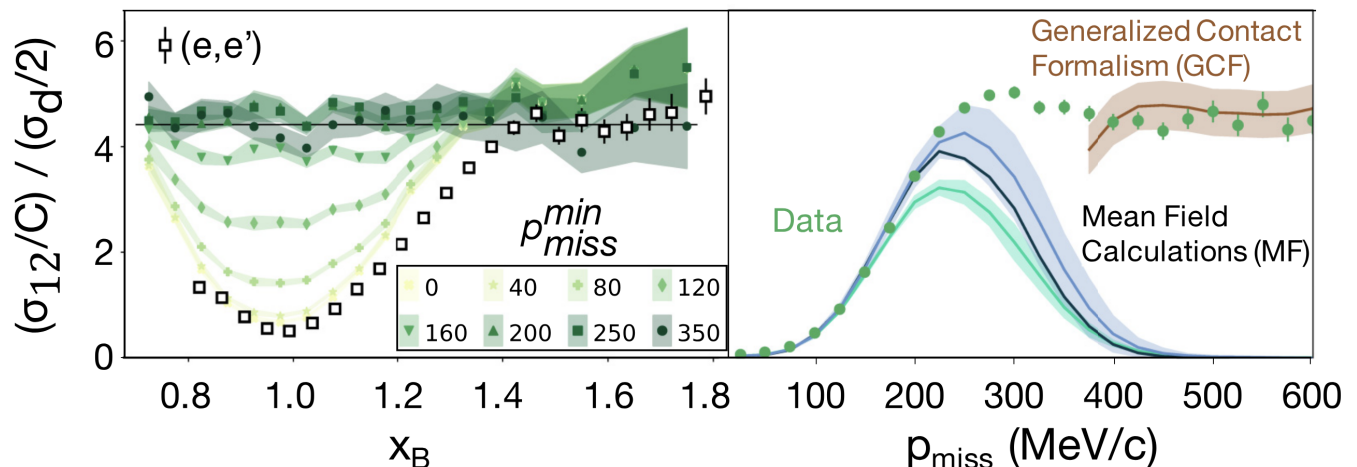 (σ12/C) / (σd/2)
6
4
2
0
(e,e’)
p miss min
0 40 80 120
160 200 250 350
0.8 1.0 1.2 1.4 1.6 1.8
xB
Generalized Contact
Formalism (GCF)
Data
Mean Field
Calculations (MF)
100 200 300 400 500 600
pmiss (MeV/c)